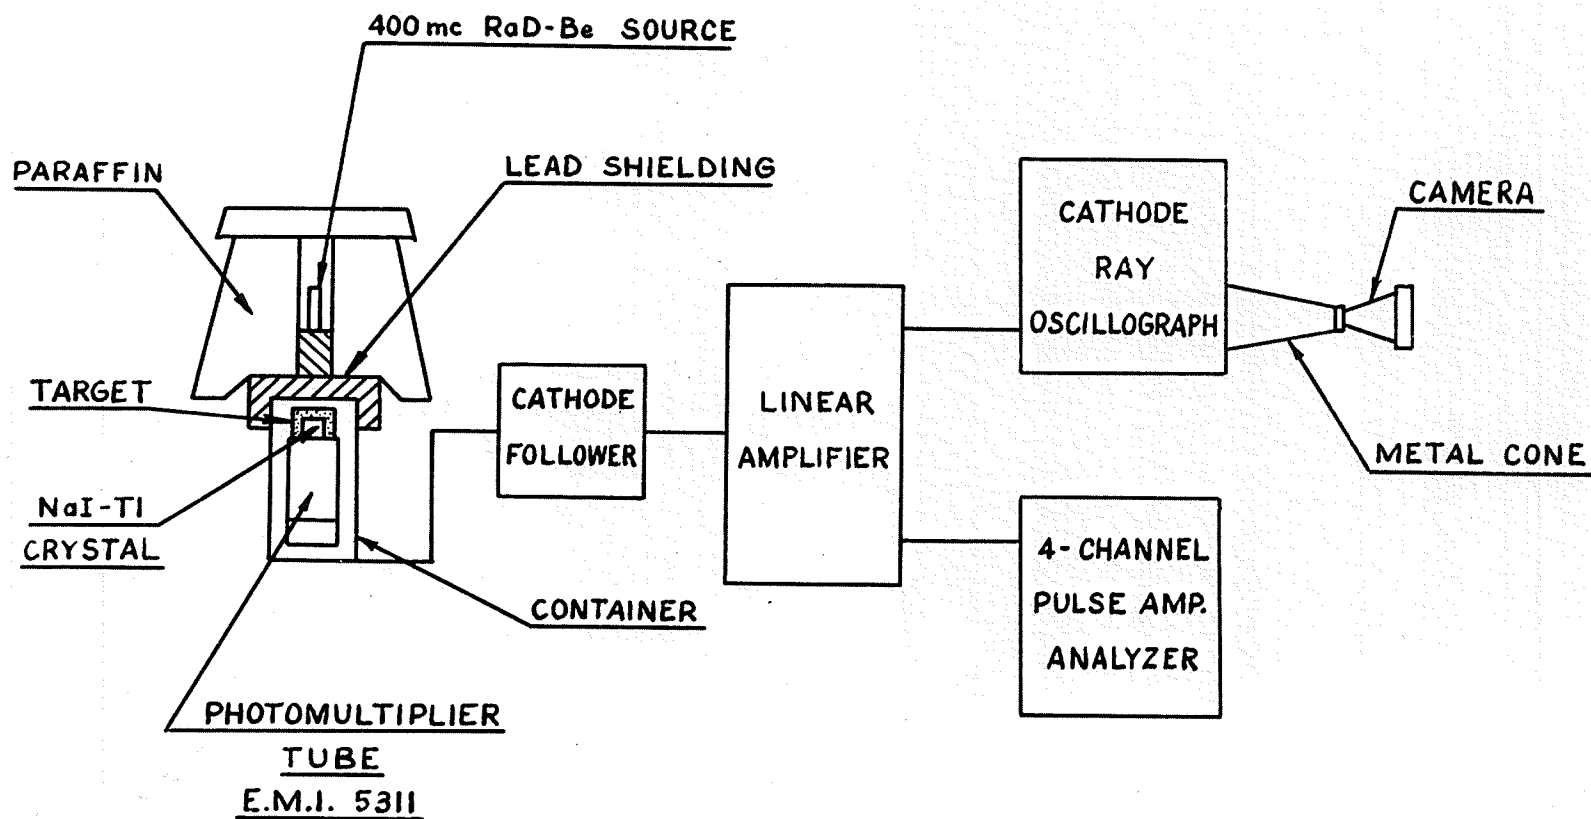 400 mc RaD-Be SOURCE
PARAFFIN
LEAD SHIELDING
TARGET
NaI-Tl
CRYSTAL
CONTAINER
PHOTOMULTIPLIER
TUBE
E.M.I. 5311
CATHODE
FOLLOWER
LINEAR
AMPLIFIER
CATHODE
RAY
OSCILLOGRAPH
CAMERA
METAL CONE
4-CHANNEL
PULSE AMP.
ANALYZER